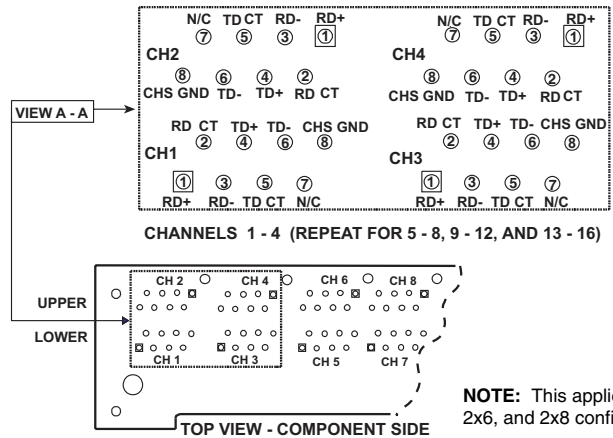 N/C TD CT RD- RD+ N/C TD CT RD- RD+
7 5 3 1 7 5 3 1
CH2 CH4
8 6 4 2 8 6 4 2
CHS GND TD- TD+ RD CT CHS GND TD- TD+ RD CT
VIEW A - A
RD CT TD+ TD- CHS GND RD CT TD+ TD- CHS GND
2 4 6 8 2 4 6 8
CH1 CH3
1 3 5 7 1 3 5 7
RD+ RD- TD CT N/C RD+ RD- TD CT N/C
CHANNELS 1 - 4 (REPEAT FOR 5 - 8, 9 - 12, AND 13 - 16)
CH 2 CH 4 CH 6 CH 8
UPPER
LOWER
CH 1 CH 3 CH 5 CH 7
NOTE: This applie
2x6, and 2x8 confi
TOP VIEW - COMPONENT SIDE